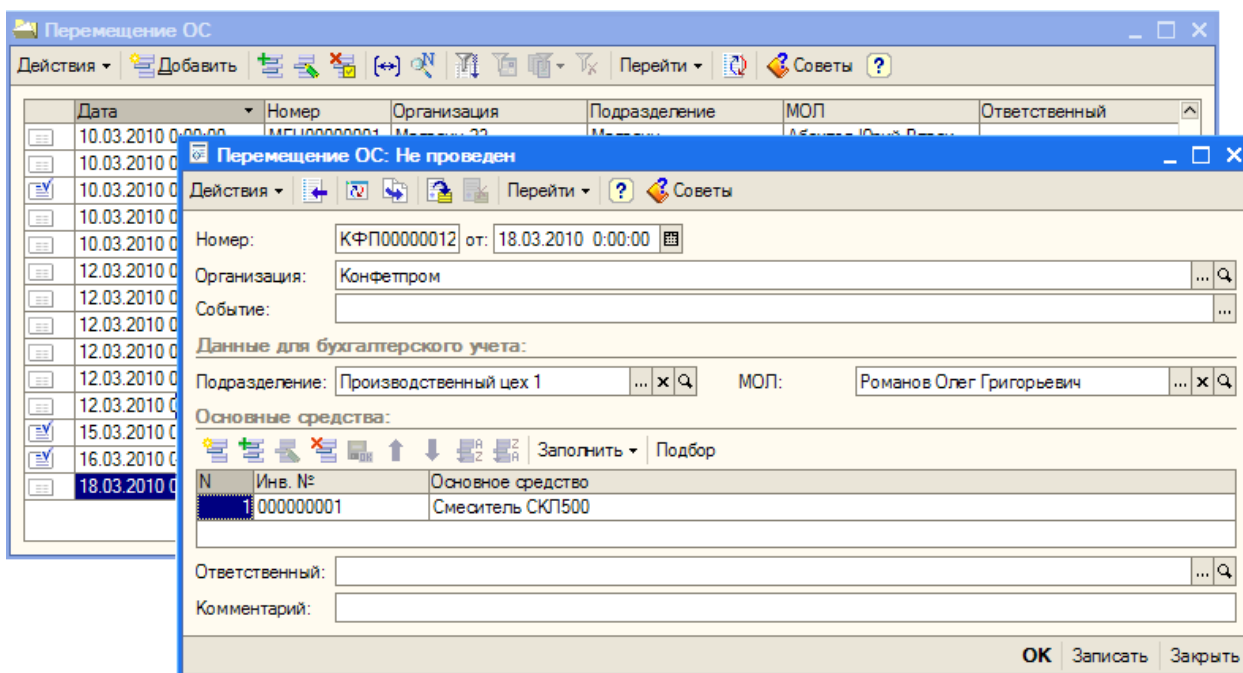 Перемещение ОС
Действия Добавить Перейти Советы ?
Дата Номер Организация Подразделение МОЛ Ответственный
10.03.2010 0:00:00
10.03.2010 0
Перемещение ОС: Не проведен
10.03.2010 0
Действия Перейти ? Советы
10.03.2010 0
10.03.2010 0
Номер: КФП00000012 от: 18.03.2010 0:00:00
12.03.2010 0
Организация: Конфетпром ...
12.03.2010 0
Событие: ...
12.03.2010 0
Данные для бухгалтерского учета:
12.03.2010 0
12.03.2010 0
Подразделение: Производственный цех 1 ... МОЛ: Романов Олег Григорьевич ...
12.03.2010 0
Основные средства:
15.03.2010 0
Заполнить Подбор
16.03.2010 0
N Инв. № Основное средство
18.03.2010 0
1 000000001 Смеситель СКП500
Ответственный: ...
Комментарий:
OK Записать Закрыть